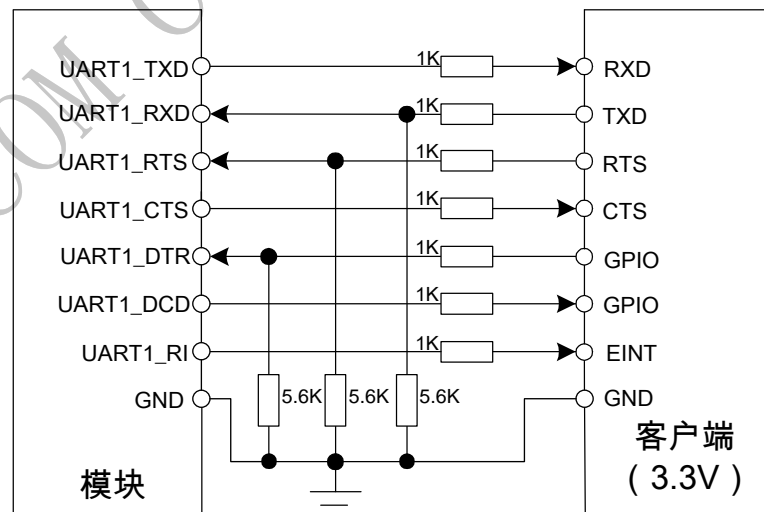 UART1_TXD 1K RXD
UART1_RXD 1K TXD
UART1_RTS 1K RTS
UART1_CTS 1K CTS
UART1_DTR 1K GPIO
UART1_DCD 1K GPIO
UART1_RI 1K EINT
GND 5.6K 5.6K 5.6K GND
模块
客户端
（3.3V）
COM